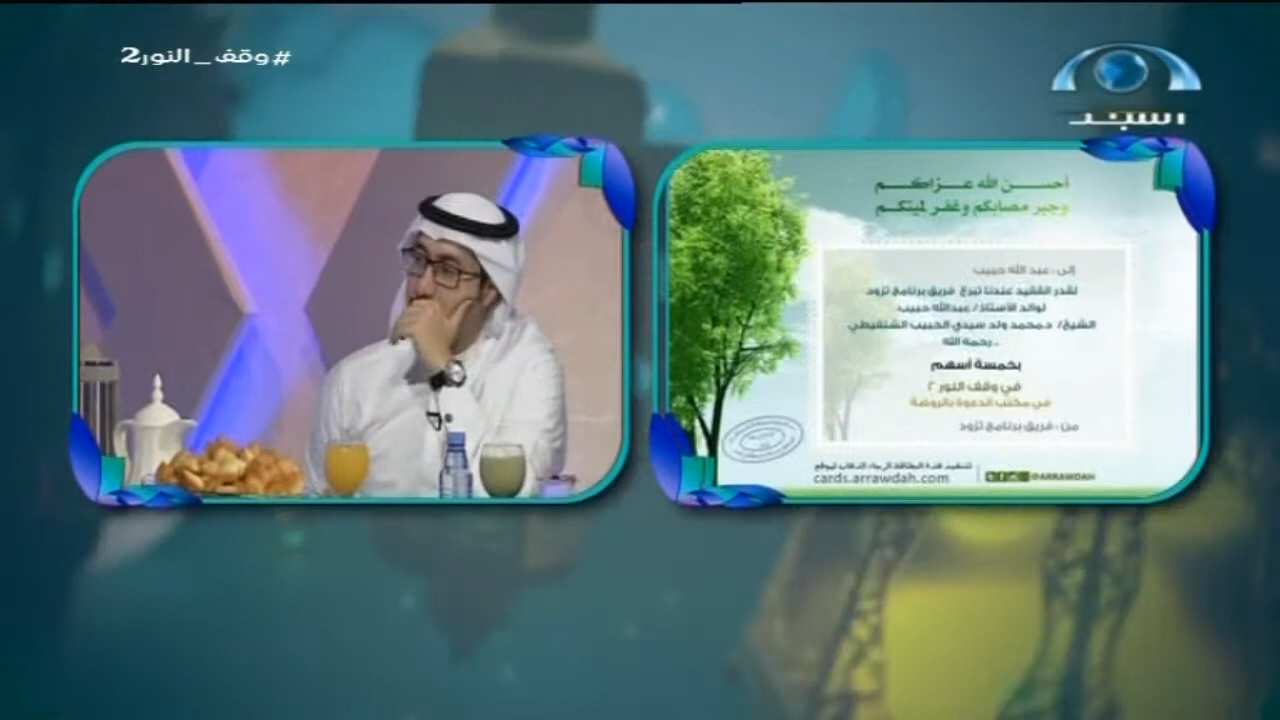 #وقف_النور2
أحسن الله عزاكم
وجبر مصابكم وغفر لميتكم
إلى : عبد الله حبيب
لقدر الفقيد عندنا تبرع فريق برنامج تزود
لوالد الأستاذ / عبدالله حبيب
الشيخ/ د.محمد ولد سيدي الحبيب الشنقيطي
.. رحمه الله
بخمسة أسهم
في وقف النور ٢
في مكتب الدعوة بالروضة
من : فريق برنامج تزود
cards.arrawdah.com
@ARRAWDAH